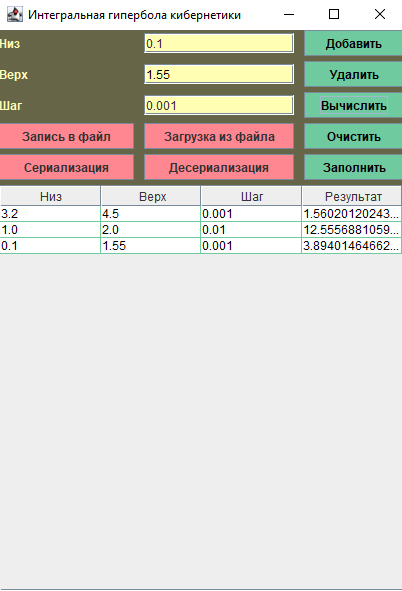 Интегральная гипербола кибернетики
Низ 0.1 Добавить
Верх 1.55 Удалить
Шаг 0.001 Вычислить
Запись в файл Загрузка из файла Очистить
Сериализация Десериализация Заполнить
Низ Верх Шаг Результат
3.2 4.5 0.001 1.56020120243...
1.0 2.0 0.01 12.5556881059...
0.1 1.55 0.001 3.89401464662...